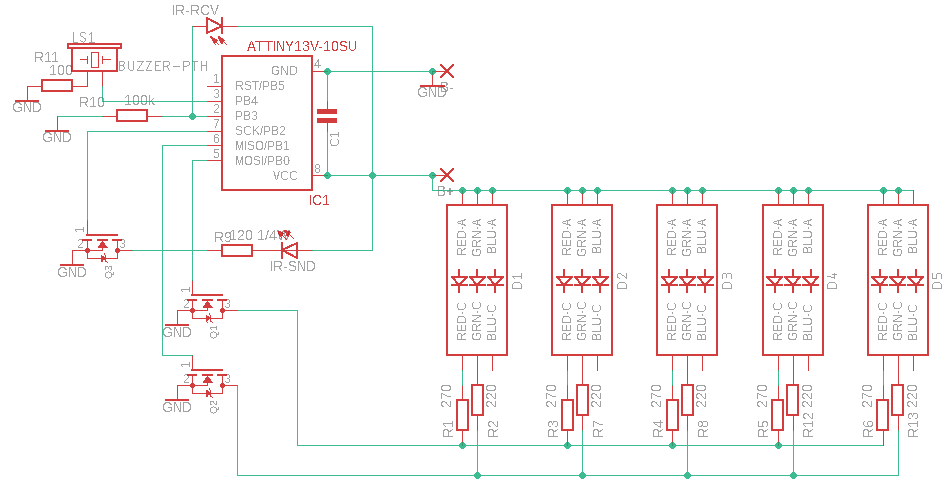 IR-RCV
LS1
ATTINY13V-10SU
R11
100
BUZZER-PTH
GND
R10
100k
GND
1
3
2
7
6
5
4
8
GND
RST/PB5
PB4
PB3
SCK/PB2
MISO/PB1
MOSI/PB0
VCC
IC1
C1
GND
B-
B+
1
2
3
GND
Q3
R9
120 1/4W
IR-SND
1
2
3
GND
Q1
1
2
3
GND
Q2
RED-A
GRN-A
BLU-A
RED-C
GRN-C
BLU-C
D1
RED-A
GRN-A
BLU-A
RED-C
GRN-C
BLU-C
D2
RED-A
GRN-A
BLU-A
RED-C
GRN-C
BLU-C
D3
RED-A
GRN-A
BLU-A
RED-C
GRN-C
BLU-C
D4
RED-A
GRN-A
BLU-A
RED-C
GRN-C
BLU-C
D5
270
220
R1
R2
270
220
R3
R7
270
220
R4
R8
270
220
R5
R12
270
220
R6
R13